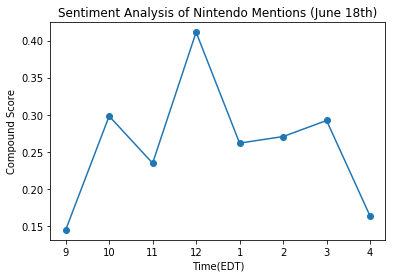 Sentiment Analysis of Nintendo Mentions (June 18th)
Compound Score
0.40
0.35
0.30
0.25
0.20
0.15
9 10 11 12 1 2 3 4
Time(EDT)